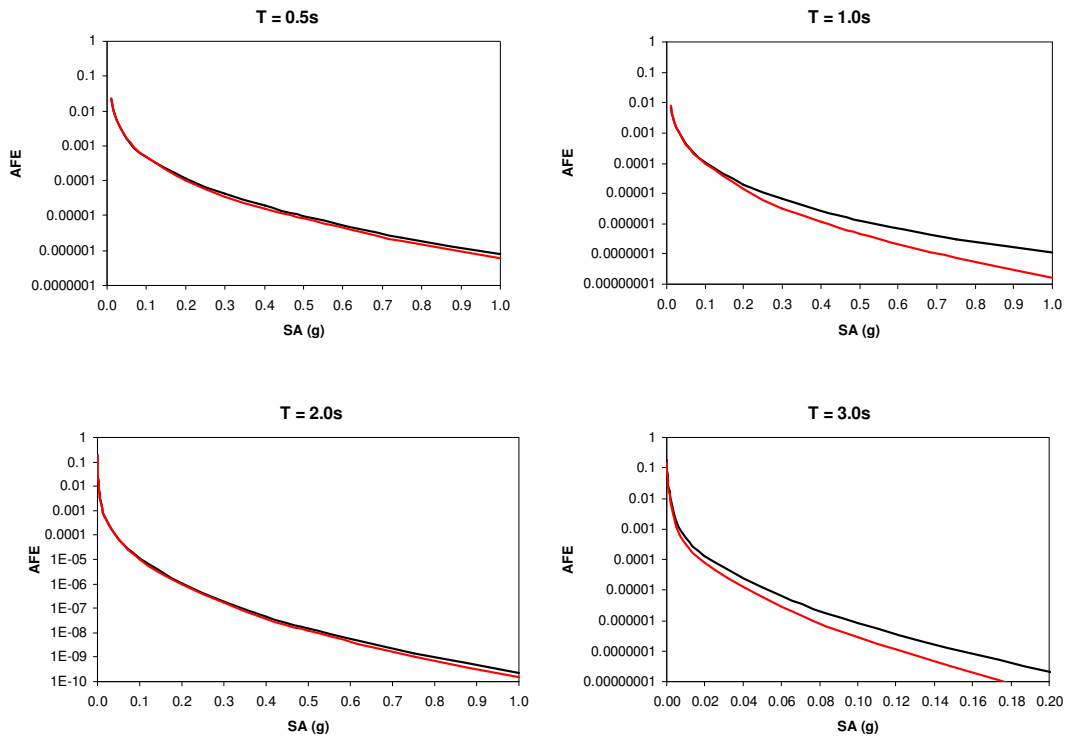 T = 0.5s
1
0.1
0.01
0.001
0.0001
0.00001
0.000001
0.0000001
AFE
0.0 0.1 0.2 0.3 0.4 0.5 0.6 0.7 0.8 0.9 1.0
SA (g)
T = 1.0s
1
0.1
0.01
0.001
0.0001
0.00001
0.000001
0.0000001
0.00000001
AFE
0.0 0.1 0.2 0.3 0.4 0.5 0.6 0.7 0.8 0.9 1.0
SA (g)
T = 2.0s
1
0.1
0.01
0.001
0.0001
1E-05
1E-06
1E-07
1E-08
1E-09
1E-10
AFE
0.0 0.1 0.2 0.3 0.4 0.5 0.6 0.7 0.8 0.9 1.0
SA (g)
T = 3.0s
1
0.1
0.01
0.001
0.0001
0.00001
0.000001
0.0000001
0.00000001
AFE
0.00 0.02 0.04 0.06 0.08 0.10 0.12 0.14 0.16 0.18 0.20
SA (g)